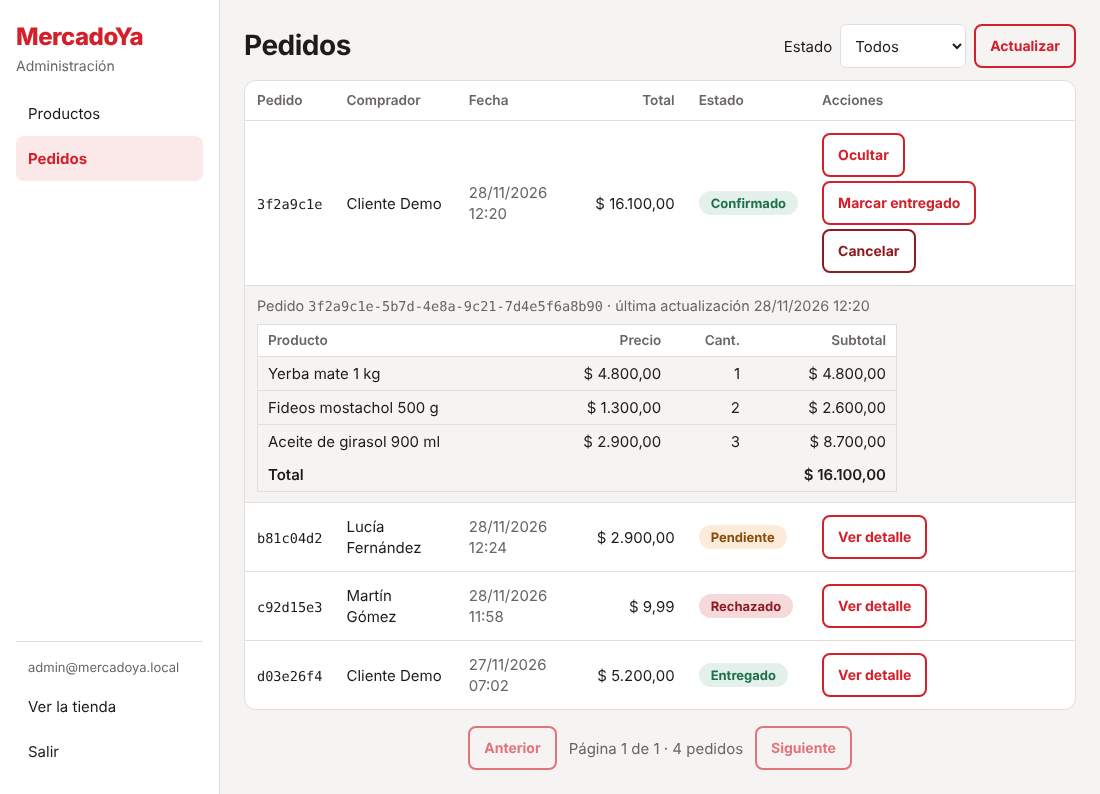 MercadoYa
Administración
Productos
Pedidos
admin@mercadoya.local
Ver la tienda
Salir
Pedidos
Estado Todos Actualizar
Pedido Comprador Fecha Total Estado Acciones
3f2a9c1e Cliente Demo 28/11/2026 12:20 $ 16.100,00 Confirmado Ocultar
Marcar entregado
Cancelar
Pedido 3f2a9c1e-5b7d-4e8a-9c21-7d4e5f6a8b90 · última actualización 28/11/2026 12:20
Producto Precio Cant. Subtotal
Yerba mate 1 kg $ 4.800,00 1 $ 4.800,00
Fideos mostachol 500 g $ 1.300,00 2 $ 2.600,00
Aceite de girasol 900 ml $ 2.900,00 3 $ 8.700,00
Total $ 16.100,00
b81c04d2 Lucía Fernández 28/11/2026 12:24 $ 2.900,00 Pendiente Ver detalle
c92d15e3 Martín Gómez 28/11/2026 11:58 $ 9,99 Rechazado Ver detalle
d03e26f4 Cliente Demo 27/11/2026 07:02 $ 5.200,00 Entregado Ver detalle
Anterior Página 1 de 1 · 4 pedidos Siguiente